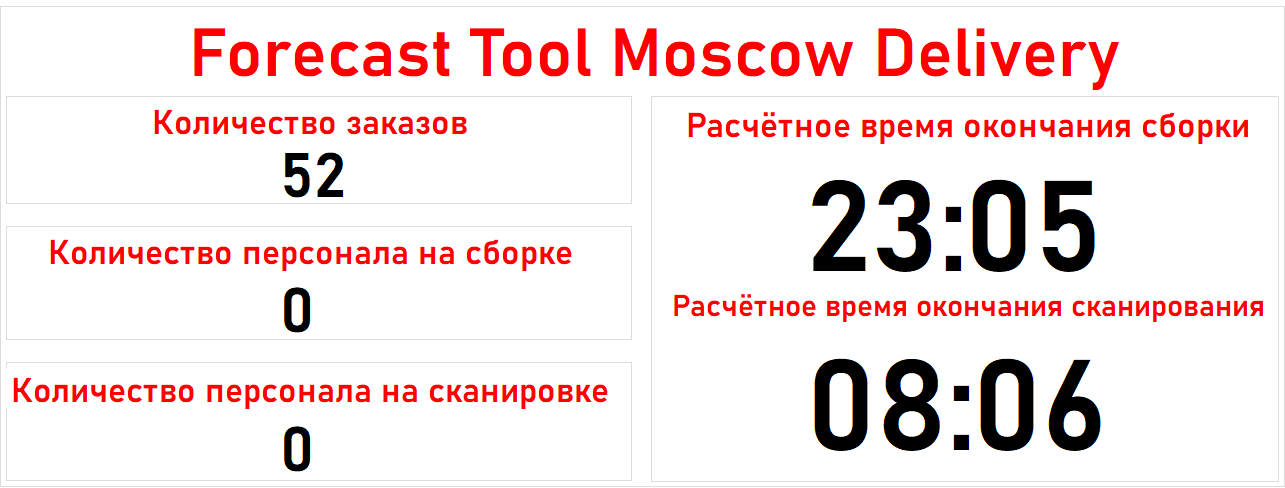 Forecast Tool Moscow Delivery
Количество заказов
52
Количество персонала на сборке
0
Количество персонала на сканировке
0
Расчётное время окончания сборки
23:05
Расчётное время окончания сканирования
08:06